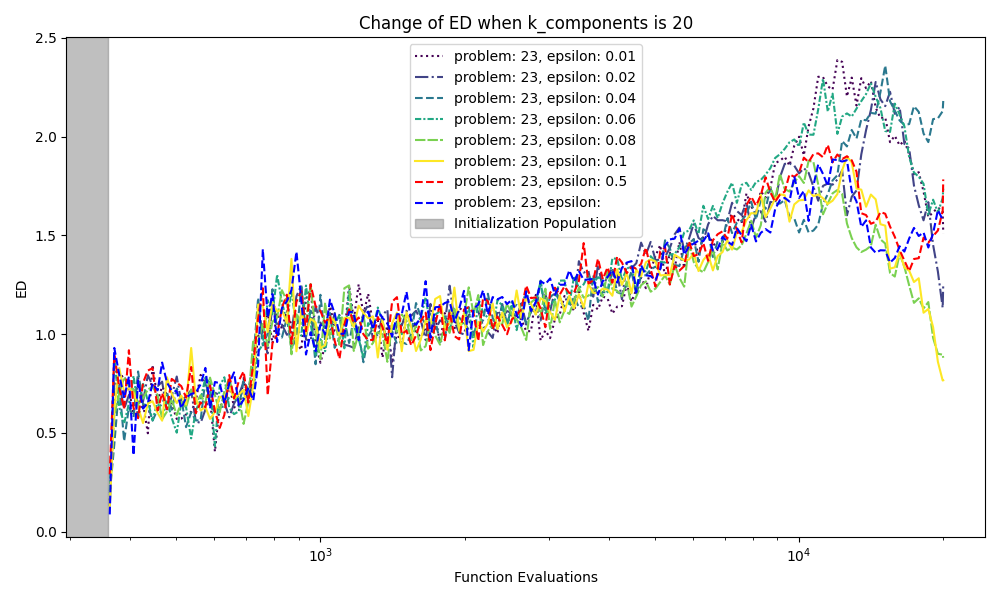 Change of ED when k_components is 20
2.5
2.0
1.5
1.0
0.5
0.0
ED
problem: 23, epsilon: 0.01
problem: 23, epsilon: 0.02
problem: 23, epsilon: 0.04
problem: 23, epsilon: 0.06
problem: 23, epsilon: 0.08
problem: 23, epsilon: 0.1
problem: 23, epsilon: 0.5
problem: 23, epsilon:
Initialization Population
10³
10⁴
Function Evaluations